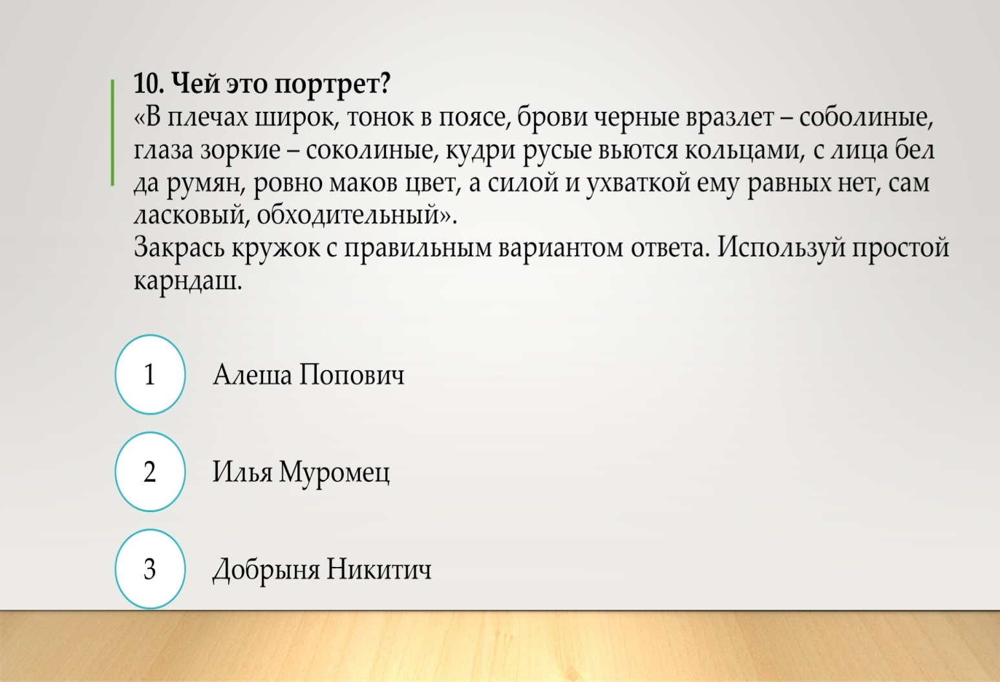 10. Чей это портрет?
«В плечах широк, тонок в поясе, брови черные вразлет – соболиные,
глаза зоркие – соколиные, кудри русые вьются кольцами, с лица бел
да румян, ровно маков цвет, а силой и ухваткой ему равных нет, сам
ласковый, обходительный».
Закрась кружок с правильным вариантом ответа. Используй простой
карндаш.
1 Алеша Попович
2 Илья Муромец
3 Добрыня Никитич